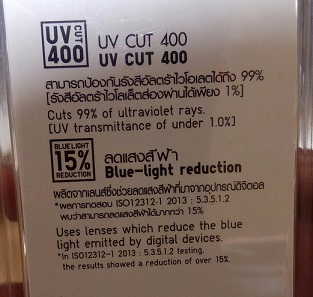 UV CUT 400
UV CUT 400
UV CUT 400
สามารถป้องกันรังสีอัลตร้าไวโอเลตได้ถึง 99%
[รังสีอัลตร้าไวโอเล็ตส่องผ่านได้เพียง 1%]
Cuts 99% of ultraviolet rays.
[UV transmittance of under 1.0%]
BLUE LIGHT
15%
REDUCTION
ลดแสงสีฟ้า
Blue-light reduction
ผลิตจากเลนส์ซึ่งช่วยลดแสงสีฟ้าที่มาจากอุปกรณ์ดิจิตอล
*ผลการทดสอบ ISO12312-1 2013 : 5.3.5.1.2
พบว่าสามารถลดแสงสีฟ้าได้มากกว่า 15%
Uses lenses which reduce the blue
light emitted by digital devices.
*In ISO12312-1 2013 : 5.3.5.1.2 testing,
the results showed a reduction of over 15%.